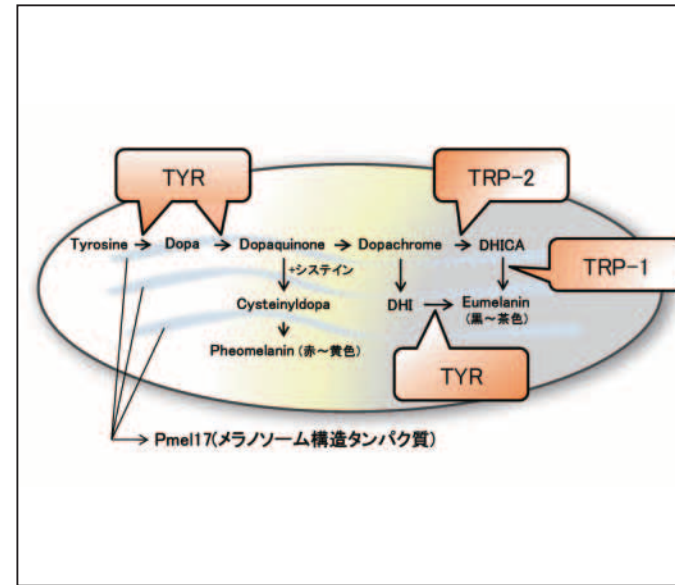 TYR
TRP-2
Tyrosine → Dopa → Dopaquinone → Dopachrome → DHICA
TRP-1
+システイン
Cysteinyldopa
DHI → Eumelanin
(黒~茶色)
Pheomelanin (赤~黄色)
TYR
Pmel17(メラノソーム構造タンパク質)